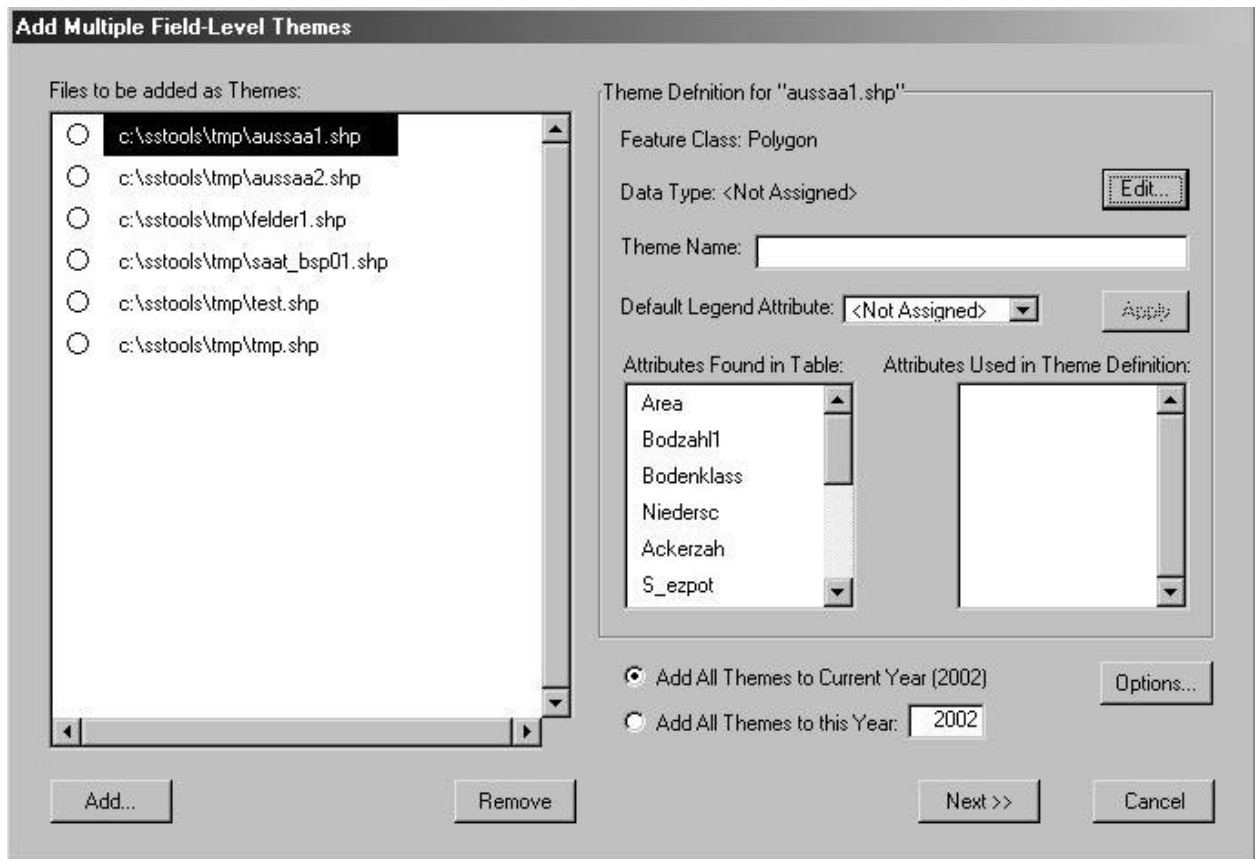 Add Multiple Field-Level Themes
Files to be added as Themes:
c:\sstools\tmp\aussaa1.shp
c:\sstools\tmp\aussaa2.shp
c:\sstools\tmp\felder1.shp
c:\sstools\tmp\saat_bsp01.shp
c:\sstools\tmp\test.shp
c:\sstools\tmp\tmp.shp
Add...
Remove
Theme Defnition for "aussaa1.shp"
Feature Class: Polygon
Data Type: <Not Assigned>
Edit...
Theme Name:
Default Legend Attribute: <Not Assigned>
Apply
Attributes Found in Table:
Area
Bodzahl1
Bodenklass
Niedersc
Ackerzah
S_ezpot
Attributes Used in Theme Definition:
Add All Themes to Current Year (2002)
Add All Themes to this Year: 2002
Options...
Next >>
Cancel